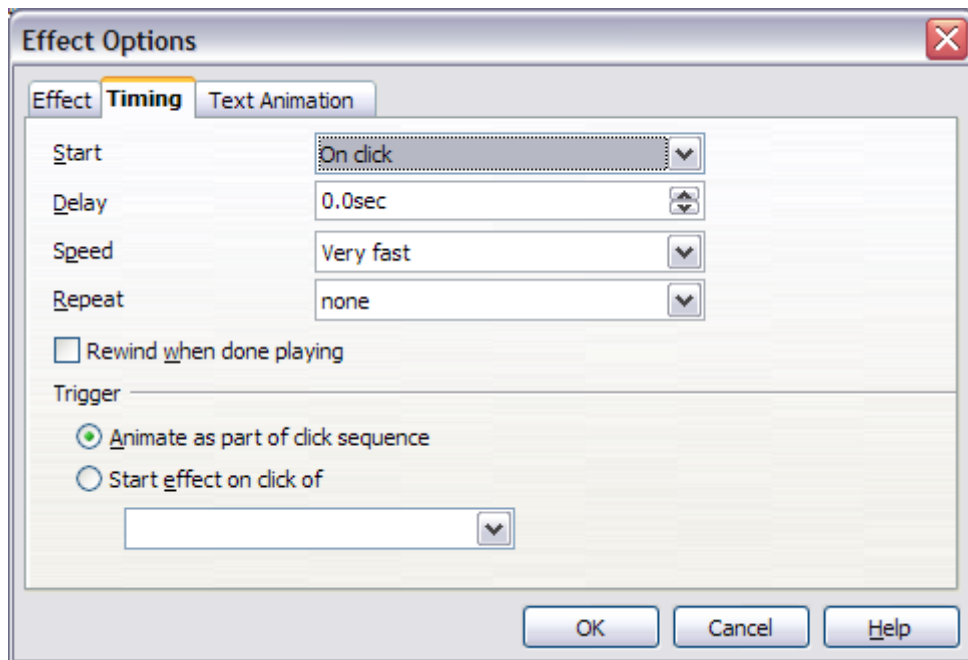 Effect Options
Effect Timing Text Animation
Start On click
Delay 0.0sec
Speed Very fast
Repeat none
Rewind when done playing
Trigger
Animate as part of click sequence
Start effect on click of
OK Cancel Help